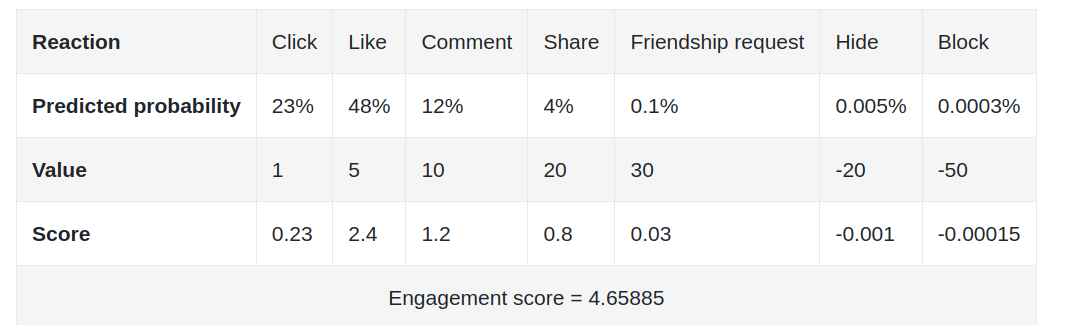 Reaction Click Like Comment Share Friendship request Hide Block
Predicted probability 23% 48% 12% 4% 0.1% 0.005% 0.0003%
Value 1 5 10 20 30 -20 -50
Score 0.23 2.4 1.2 0.8 0.03 -0.001 -0.00015
Engagement score = 4.65885